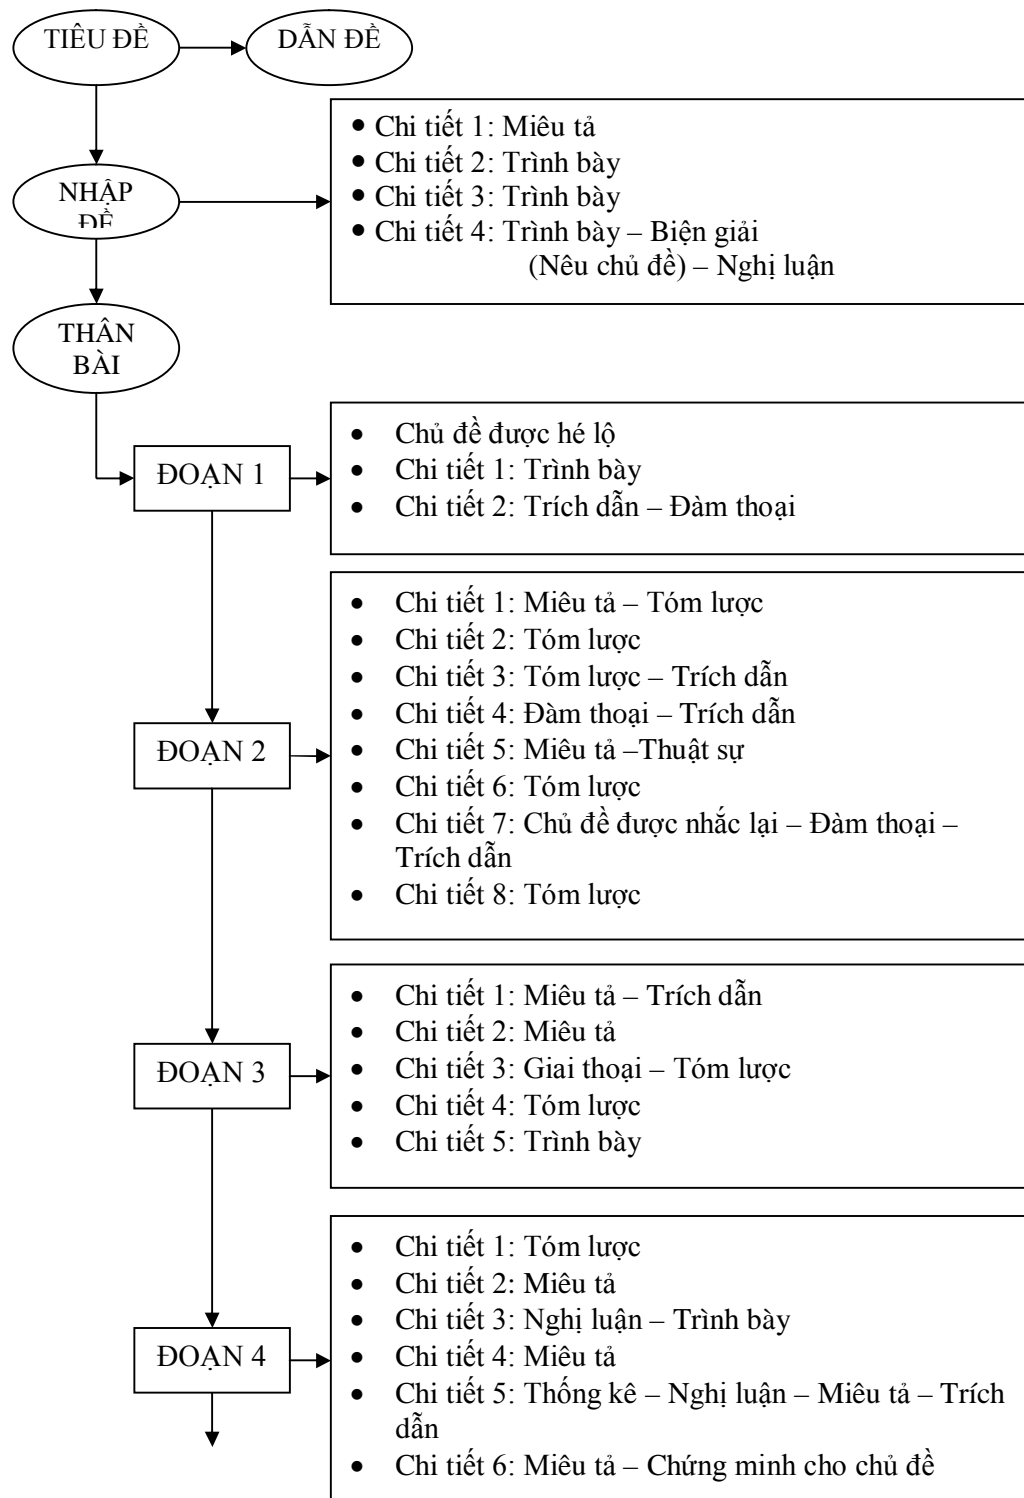 TIÊU ĐỀ
DẪN ĐỀ
• Chi tiết 1: Miêu tả
• Chi tiết 2: Trình bày
• Chi tiết 3: Trình bày
• Chi tiết 4: Trình bày – Biện giải
(Nêu chủ đề) – Nghị luận
NHẬP
ĐỀ
THÂN
BÀI
ĐOẠN 1
• Chủ đề được hé lộ
• Chi tiết 1: Trình bày
• Chi tiết 2: Trích dẫn – Đàm thoại
ĐOẠN 2
• Chi tiết 1: Miêu tả – Tóm lược
• Chi tiết 2: Tóm lược
• Chi tiết 3: Tóm lược – Trích dẫn
• Chi tiết 4: Đàm thoại – Trích dẫn
• Chi tiết 5: Miêu tả –Thuật sự
• Chi tiết 6: Tóm lược
• Chi tiết 7: Chủ đề được nhắc lại – Đàm thoại –
Trích dẫn
• Chi tiết 8: Tóm lược
ĐOẠN 3
• Chi tiết 1: Miêu tả – Trích dẫn
• Chi tiết 2: Miêu tả
• Chi tiết 3: Giai thoại – Tóm lược
• Chi tiết 4: Tóm lược
• Chi tiết 5: Trình bày
ĐOẠN 4
• Chi tiết 1: Tóm lược
• Chi tiết 2: Miêu tả
• Chi tiết 3: Nghị luận – Trình bày
• Chi tiết 4: Miêu tả
• Chi tiết 5: Thống kê – Nghị luận – Miêu tả – Trích
dẫn
• Chi tiết 6: Miêu tả – Chứng minh cho chủ đề